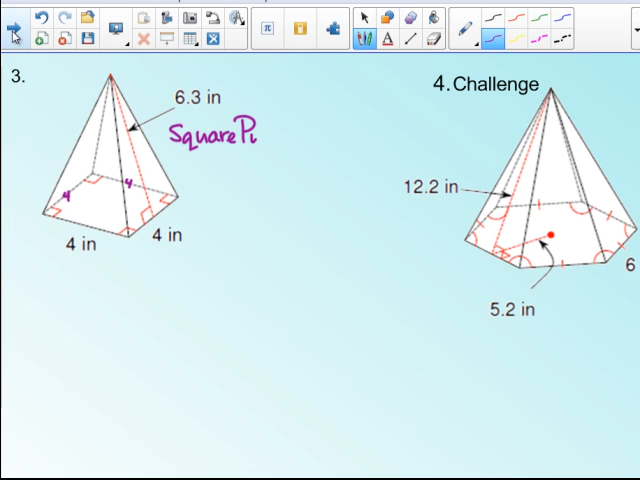 3.
6.3 in
Square Pi
4
4
4 in
4 in
4. Challenge
12.2 in
6
5.2 in